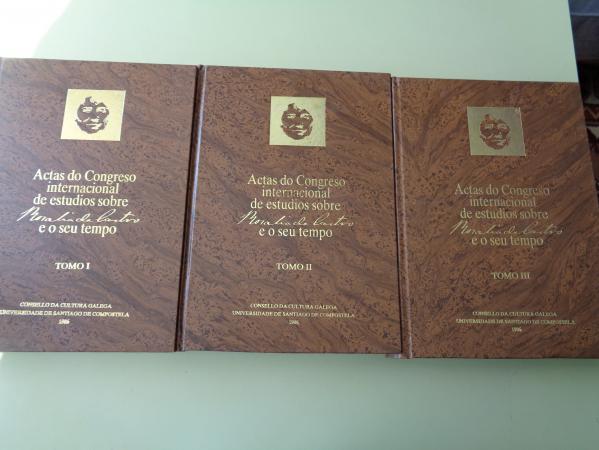 Actas do Congreso
internacional
de estudios sobre
Rosalia de Castro
e o seu tempo
TOMO I
CONSELLO DA CULTURA GALEGA
UNIVERSIDADE DE SANTIAGO DE COMPOSTELA
1986
Actas do Congreso
internacional
de estudios sobre
Rosalia de Castro
e o seu tempo
TOMO II
CONSELLO DA CULTURA GALEGA
UNIVERSIDADE DE SANTIAGO DE COMPOSTELA
1986
Actas do Congreso
internacional
de estudios sobre
Rosalia de Castro
e o seu tempo
TOMO III
CONSELLO DA CULTURA GALEGA
UNIVERSIDADE DE SANTIAGO DE COMPOSTELA
1986